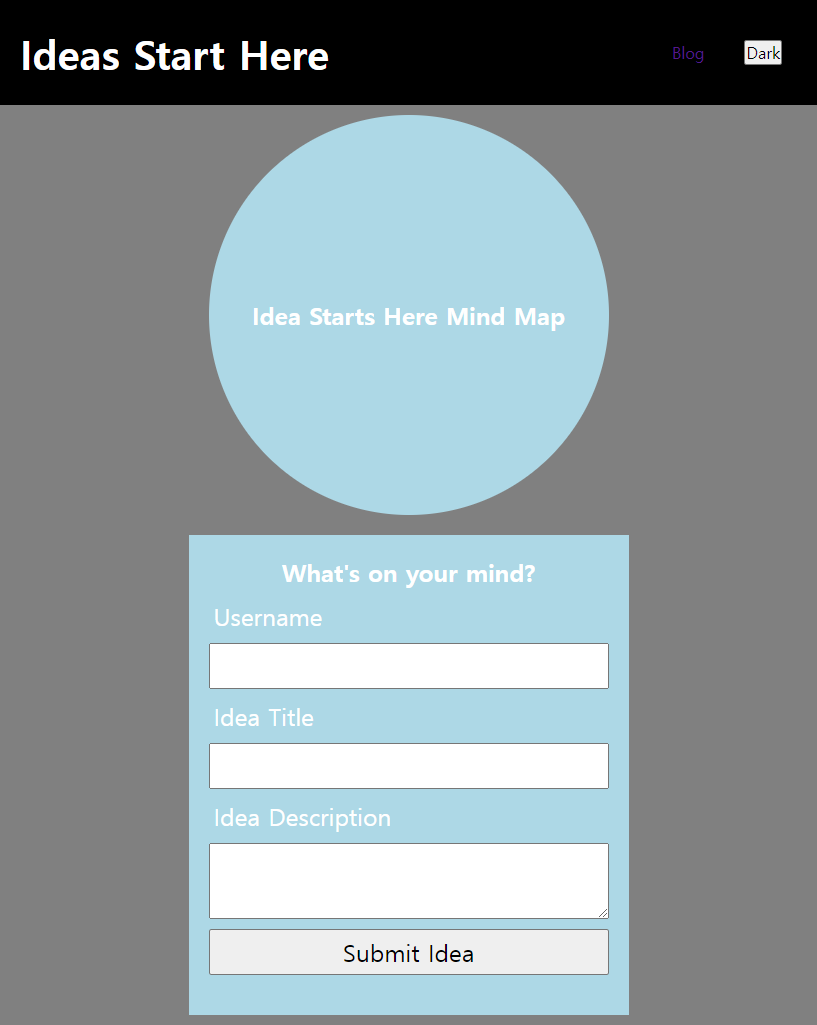 Ideas Start Here
Blog
Dark
Idea Starts Here Mind Map
What's on your mind?
Username
Idea Title
Idea Description
Submit Idea